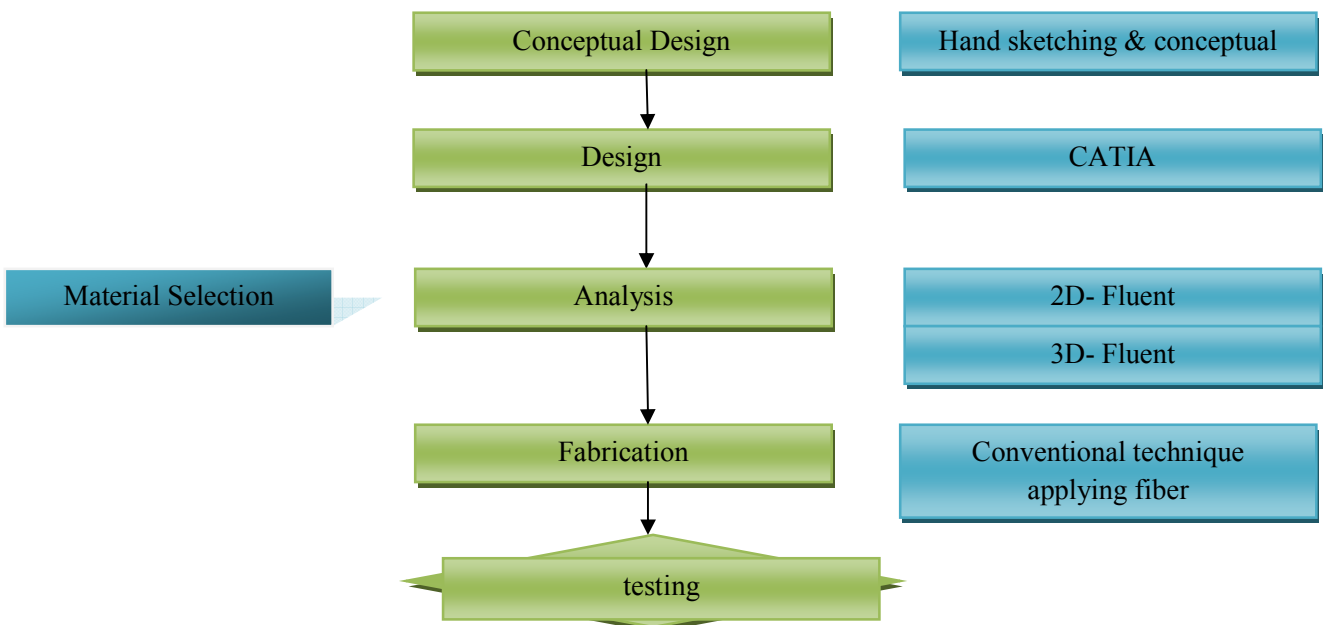 Conceptual Design
Hand sketching & conceptual
Design
CATIA
Material Selection
Analysis
2D- Fluent
3D- Fluent
Fabrication
Conventional technique
applying fiber
testing